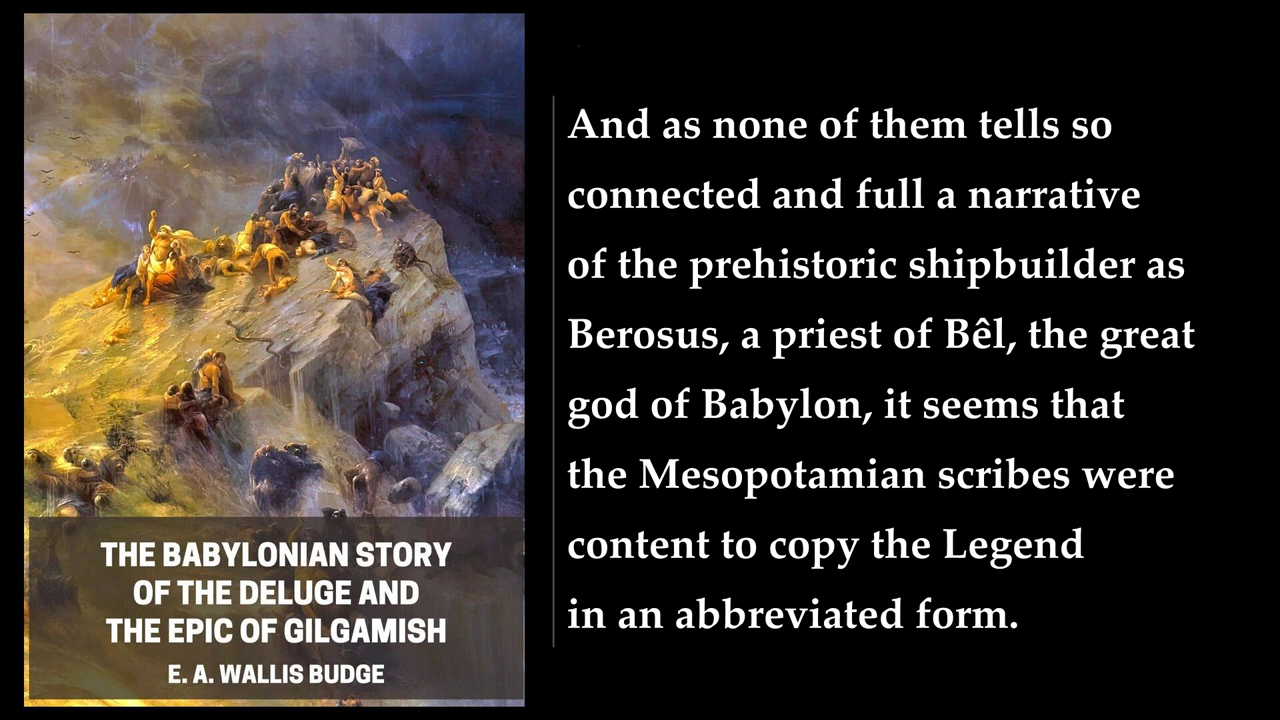 THE BABYLONIAN STORY
OF THE DELUGE AND
THE EPIC OF GILGAMISH
E. A. WALLIS BUDGE
And as none of them tells so
connected and full a narrative
of the prehistoric shipbuilder as
Berosus, a priest of Bêl, the great
god of Babylon, it seems that
the Mesopotamian scribes were
content to copy the Legend
in an abbreviated form.